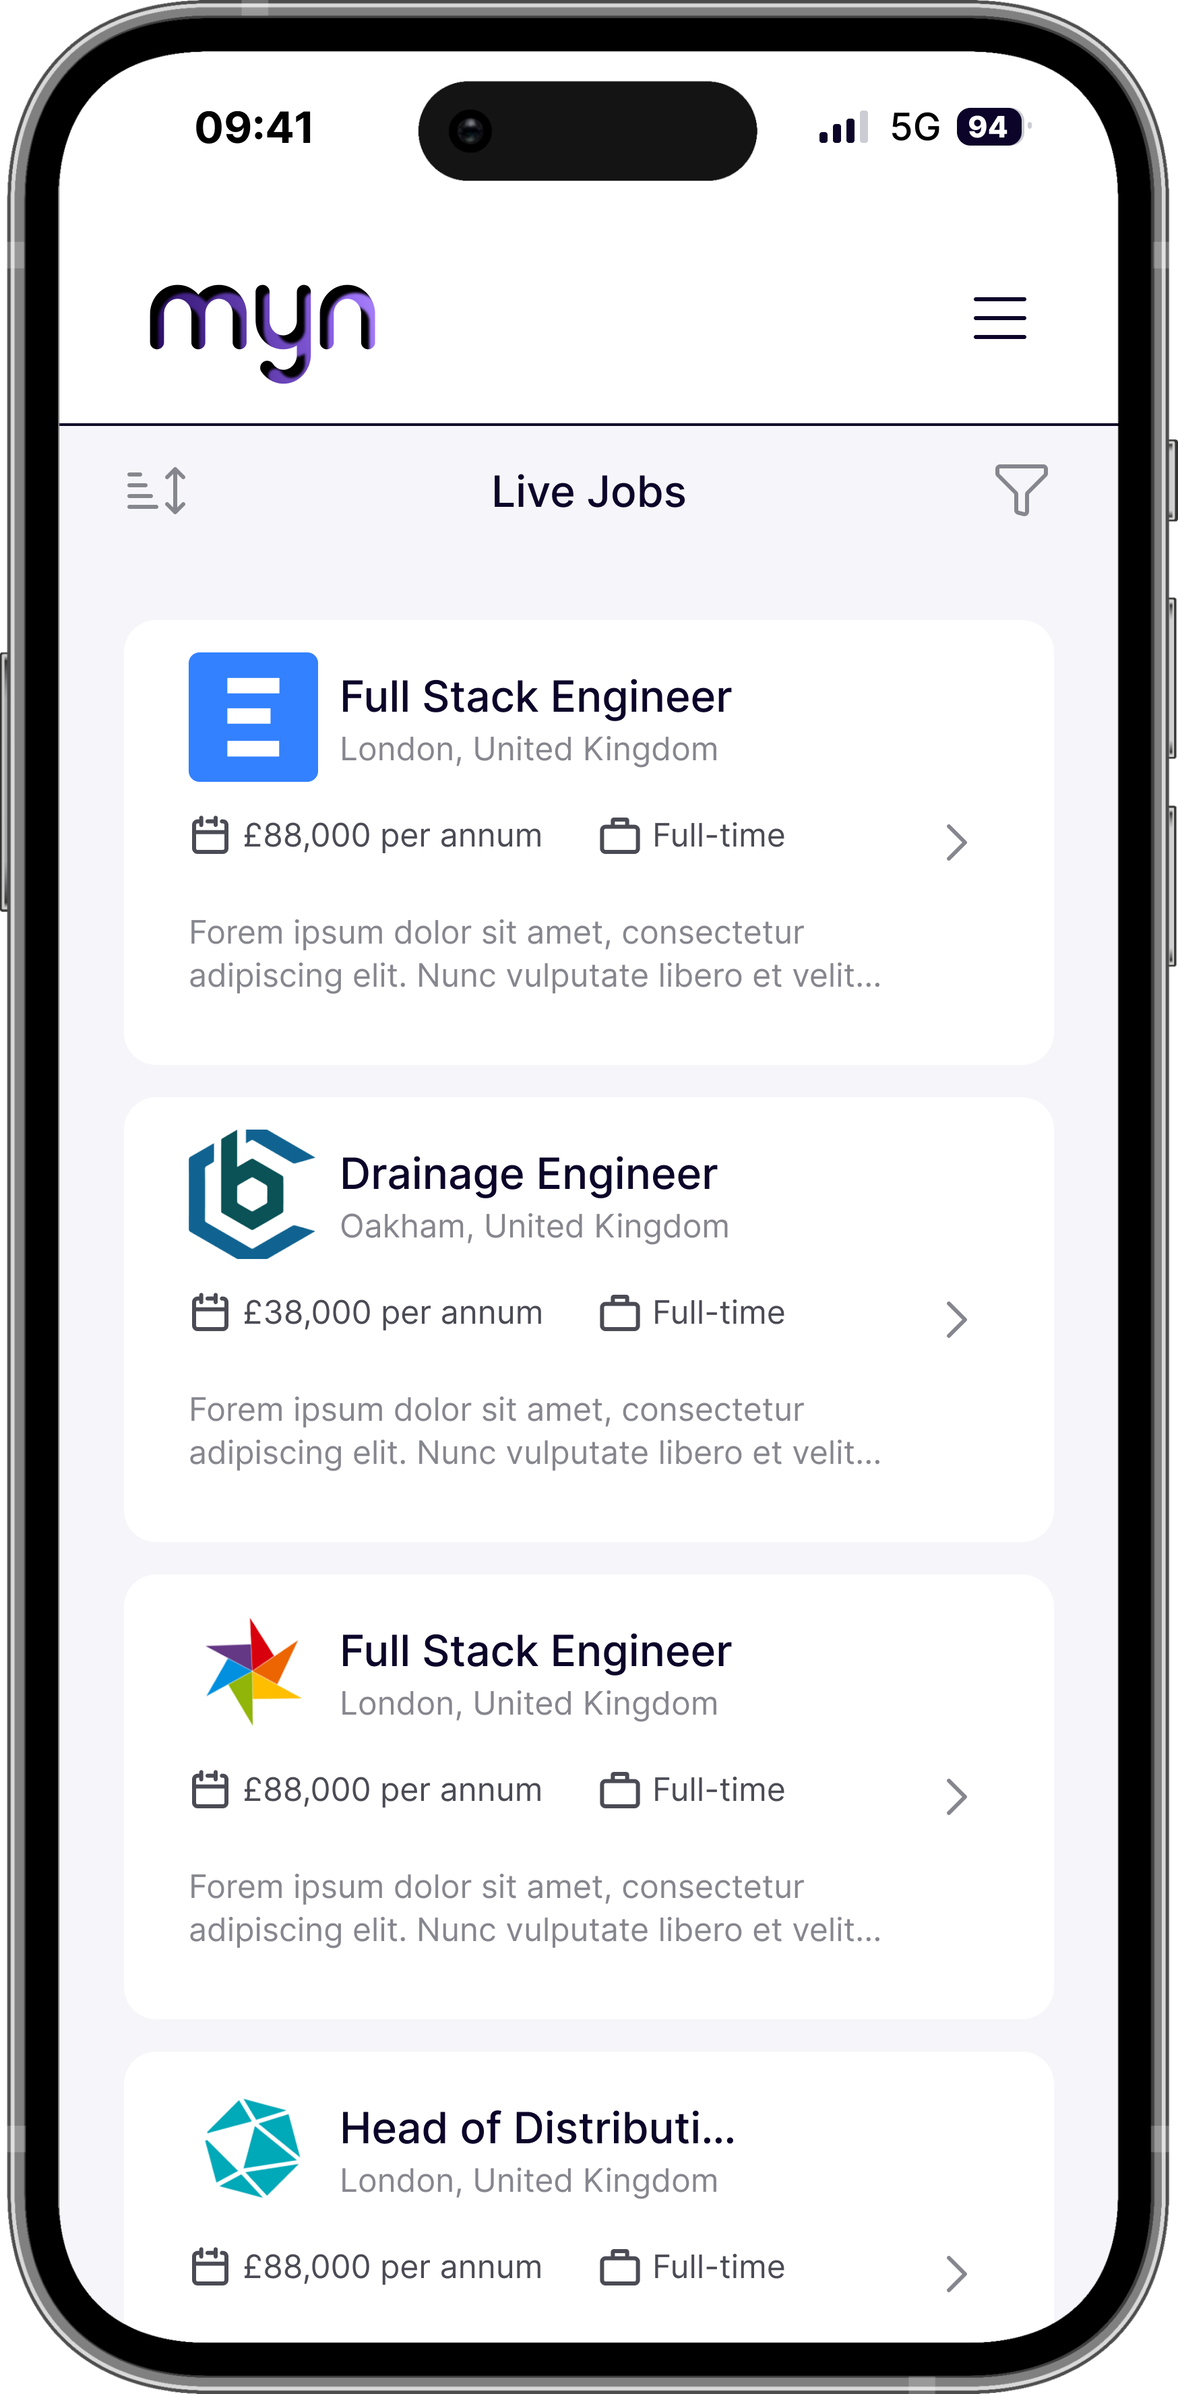 09:41
5G 94
myn
Live Jobs
Full Stack Engineer
London, United Kingdom
£88,000 per annum Full-time
Forem ipsum dolor sit amet, consectetur
adipiscing elit. Nunc vulputate libero et velit...
Drainage Engineer
Oakham, United Kingdom
£38,000 per annum Full-time
Forem ipsum dolor sit amet, consectetur
adipiscing elit. Nunc vulputate libero et velit...
Full Stack Engineer
London, United Kingdom
£88,000 per annum Full-time
Forem ipsum dolor sit amet, consectetur
adipiscing elit. Nunc vulputate libero et velit...
Head of Distributi...
London, United Kingdom
£88,000 per annum Full-time